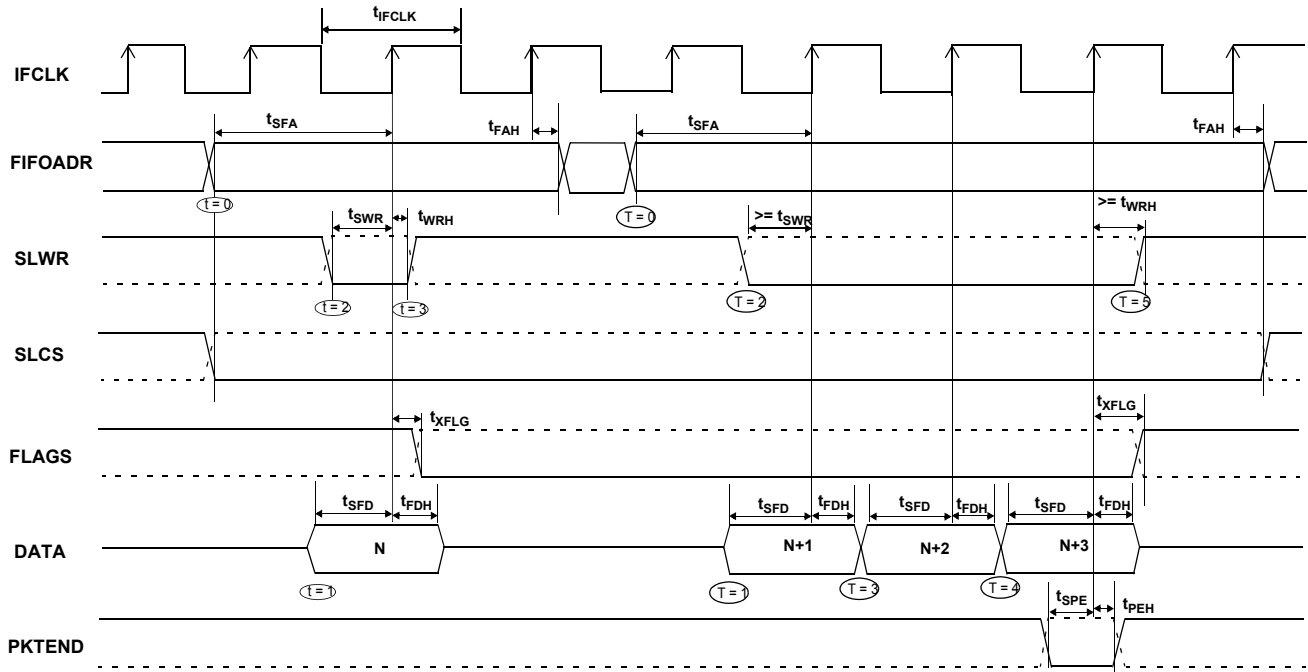 tIFCLK
IFCLK
tSFA
tFAH
tSFA
tFAH
FIFOADR
t=0
T=0
tSWR
tWRH
>= tSWR
>= tWRH
SLWR
t=2
t=3
T=2
T=5
SLCS
tXFLG
tXFLG
FLAGS
tSFD
tFDH
tSFD
tFDH
tSFD
tFDH
tSFD
tFDH
DATA
N
N+1
N+2
N+3
t=1
T=1
T=3
T=4
tSPE
tPEH
PKTEND